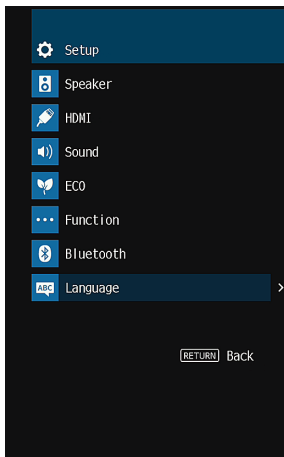 Setup
Speaker
HDMI
Sound
ECO
Function
Bluetooth
ABC Language
RETURN Back